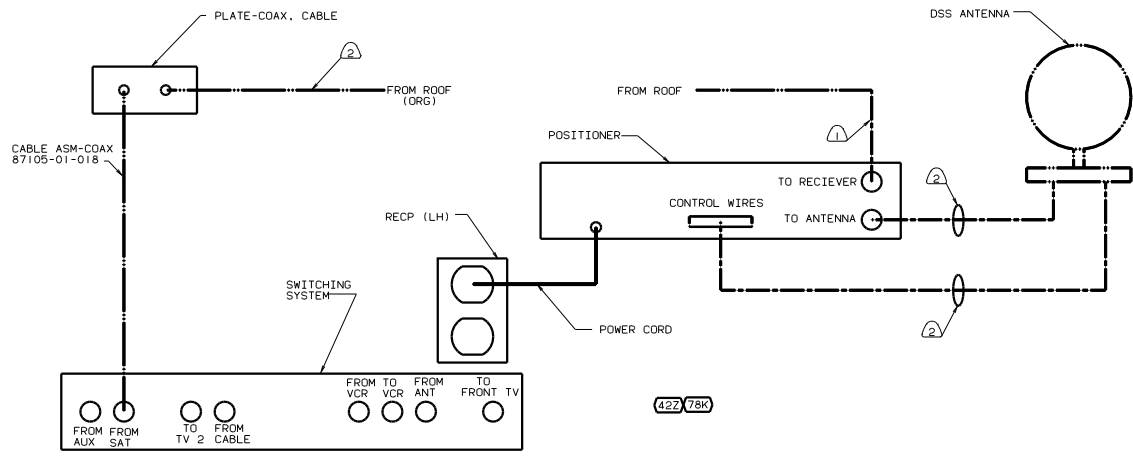 PLATE-COAX, CABLE
DSS ANTENNA
2
FROM ROOF
(ORG)
FROM ROOF
1
POSITIONER
CABLE ASM-COAX
87105-01-018
TO RECIEVER
2
CONTROL WIRES
TO ANTENNA
RECP (LH)
SWITCHING
SYSTEM
POWER CORD
2
FROM
VCR
TO
VCR
FROM
ANT
TO
FRONT TV
42Z
78K
FROM
AUX
FROM
SAT
TO
TV 2
FROM
CABLE